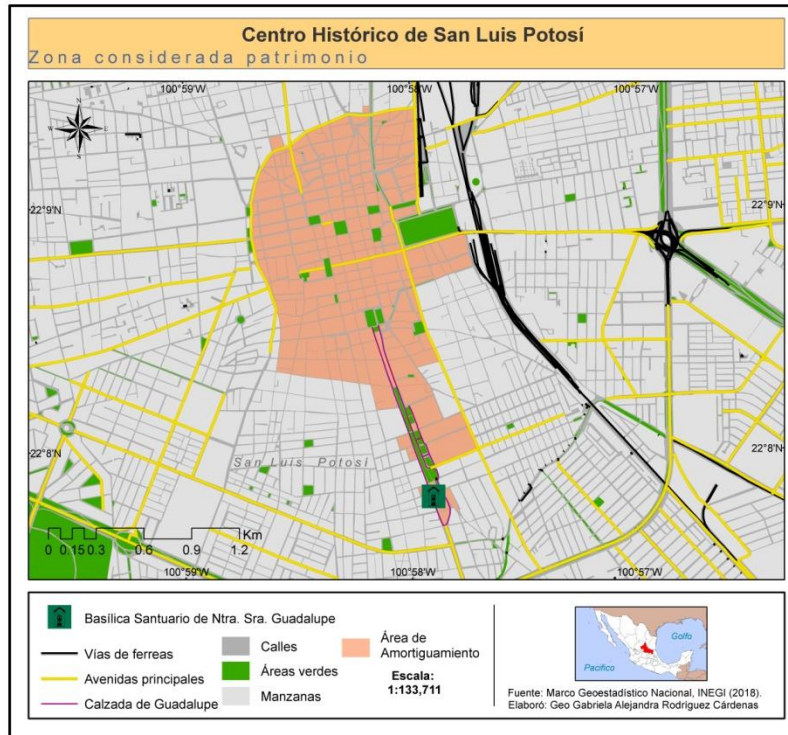 Centro Histórico de San Luis Potosí
Zona considerada patrimonio
100°59'W 100°58'W 100°57'W
N
W E
22°9'N 22°9'N
22°8'N 22°8'N
San Luis Potosí
Km
0 0.15 0.3 0.6 0.9 1.2
100°59'W 100°58'W 100°57'W
Basílica Santuario de Ntra. Sra. Guadalupe
Vías de ferreas
Avenidas principales
Calzada de Guadalupe
Calles
Áreas verdes
Manzanas
Área de
Amortiguamiento
Escala:
1:133,711
Golfo
Pacifico
Fuente: Marco Geoestadístico Nacional, INEGI (2018).
Elaboró: Geo Gabriela Alejandra Rodríguez Cárdenas